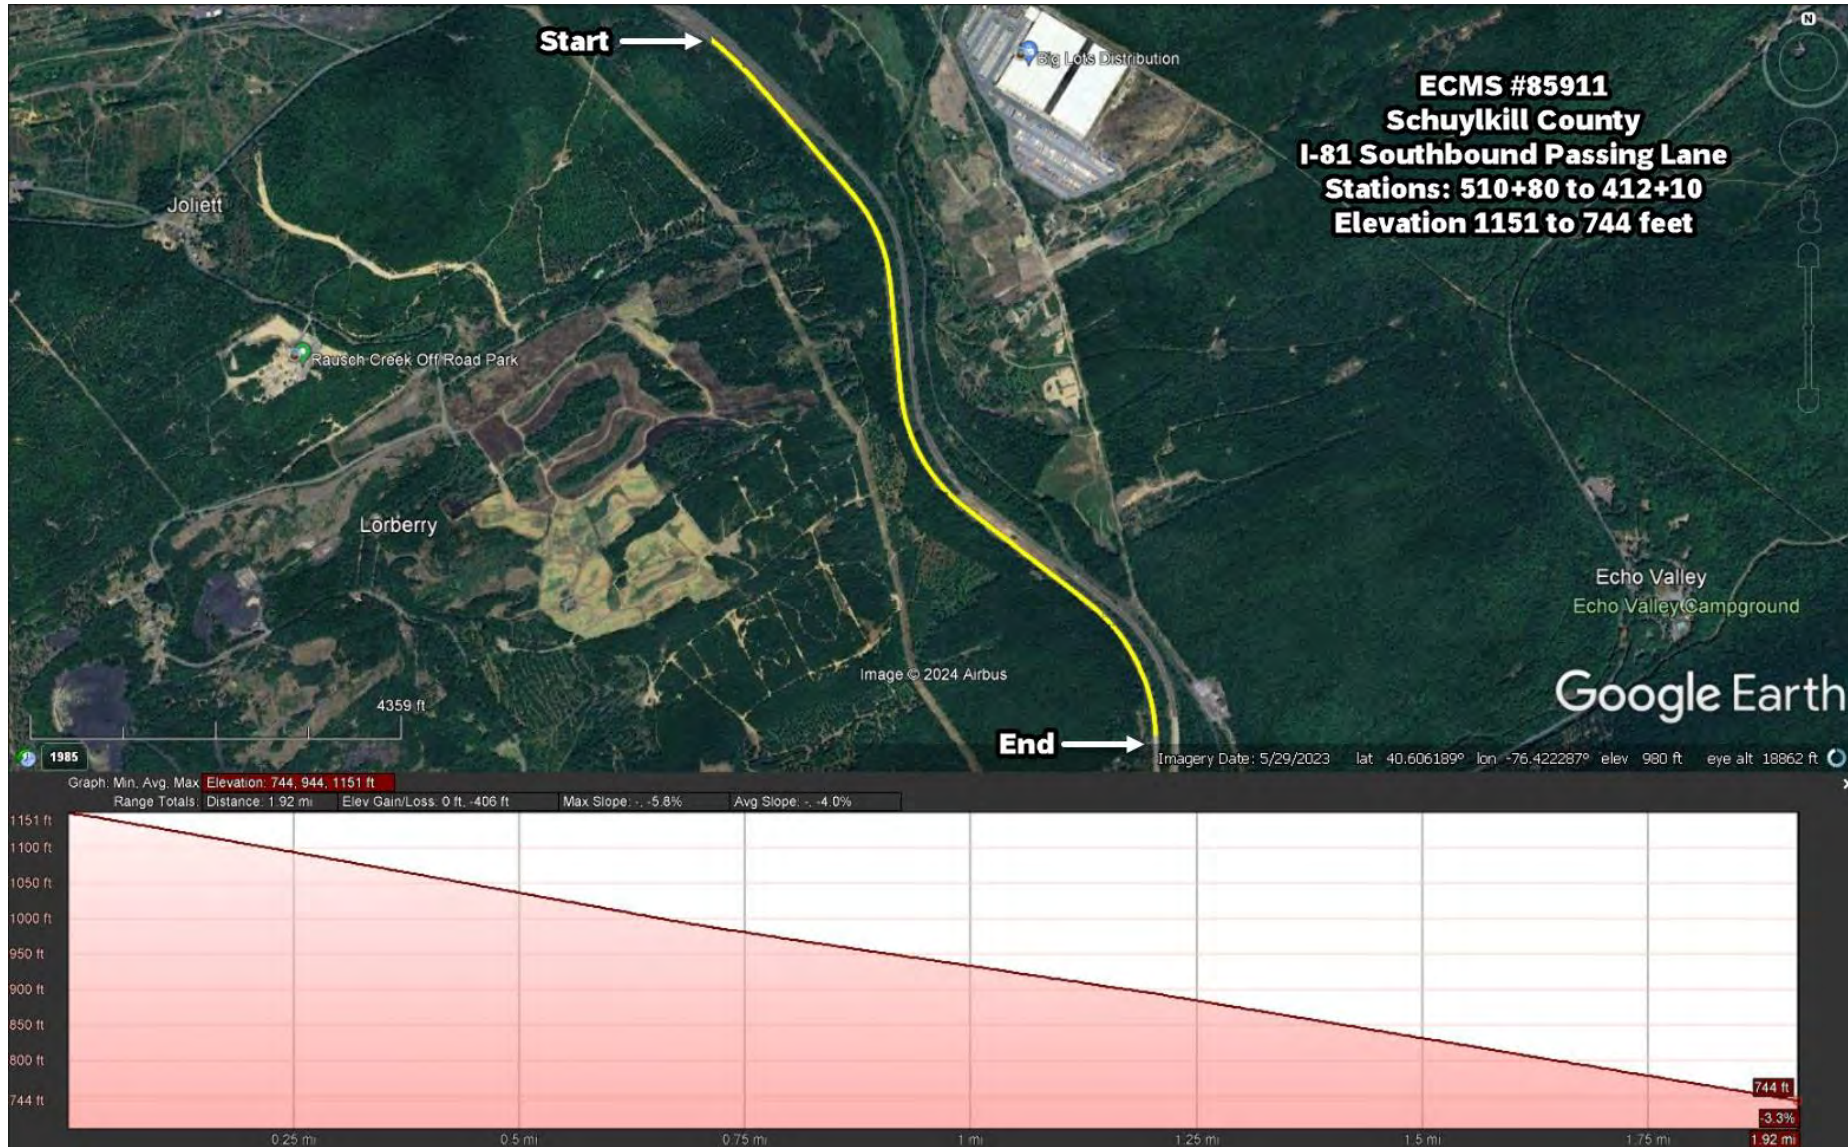 Start
Big Lots Distribution
N
ECMS #85911
Schuylkill County
I-81 Southbound Passing Lane
Stations: 510+80 to 412+10
Elevation 1151 to 744 feet
Joliett
Rausch Creek Off Road Park
Lorberry
Echo Valley
Echo Valley Campground
Image © 2024 Airbus
Google Earth
4359 ft
End
1985
Imagery Date: 5/29/2023 lat 40.606189° lon -76.422287° elev 980 ft eye alt 18862 ft
Graph: Min, Avg, Max Elevation: 744, 944, 1151 ft
Range Totals: Distance: 1.92 mi Elev Gain/Loss: 0 ft, -406 ft Max Slope: -, -5.8% Avg Slope: -, -4.0%
1151 ft
1100 ft
1050 ft
1000 ft
950 ft
900 ft
850 ft
800 ft
744 ft
744 ft
-3.3%
0.25 mi 0.5 mi 0.75 mi 1 mi 1.25 mi 1.5 mi 1.75 mi 1.92 mi